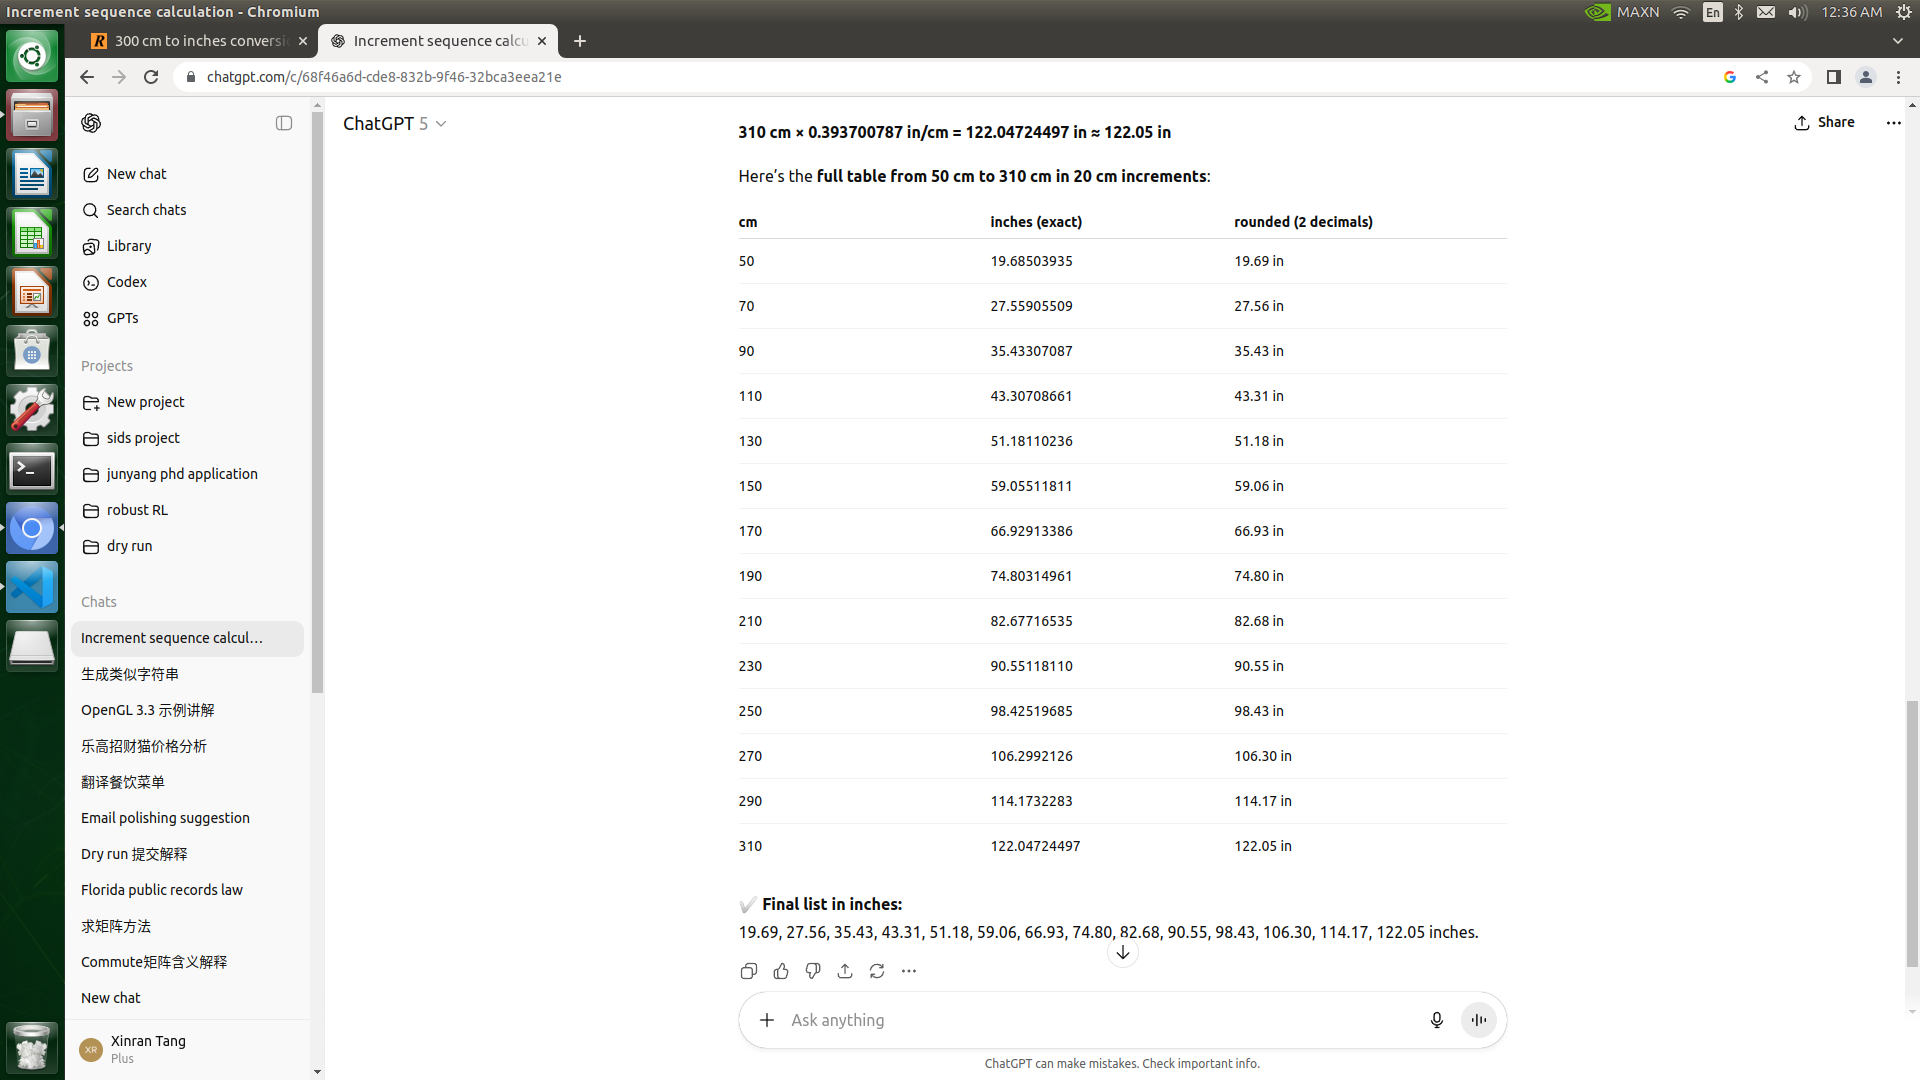 Increment sequence calculation - Chromium
MAXN
En
12:36 AM
300 cm to inches conversi
Increment sequence calcu
chatgpt.com/c/68f46a6d-cde8-832b-9f46-32bca3eea21e
New chat
Search chats
Library
Codex
GPTs
Projects
New project
sids project
junyang phd application
robust RL
dry run
Chats
Increment sequence calcul...
生成类似字符串
OpenGL 3.3 示例讲解
乐高招财猫价格分析
翻译餐饮菜单
Email polishing suggestion
Dry run 提交解释
Florida public records law
求矩阵方法
Commute矩阵含义解释
New chat
XR
Xinran Tang
Plus
ChatGPT 5
Share
310 cm × 0.393700787 in/cm = 122.04724497 in ≈ 122.05 in
Here’s the full table from 50 cm to 310 cm in 20 cm increments:
cm inches (exact) rounded (2 decimals)
50 19.68503935 19.69 in
70 27.55905509 27.56 in
90 35.43307087 35.43 in
110 43.30708661 43.31 in
130 51.18110236 51.18 in
150 59.05511811 59.06 in
170 66.92913386 66.93 in
190 74.80314961 74.80 in
210 82.67716535 82.68 in
230 90.55118110 90.55 in
250 98.42519685 98.43 in
270 106.2992126 106.30 in
290 114.1732283 114.17 in
310 122.04724497 122.05 in
✓ Final list in inches:
19.69, 27.56, 35.43, 43.31, 51.18, 59.06, 66.93, 74.80, 82.68, 90.55, 98.43, 106.30, 114.17, 122.05 inches.
Ask anything
ChatGPT can make mistakes. Check important info.